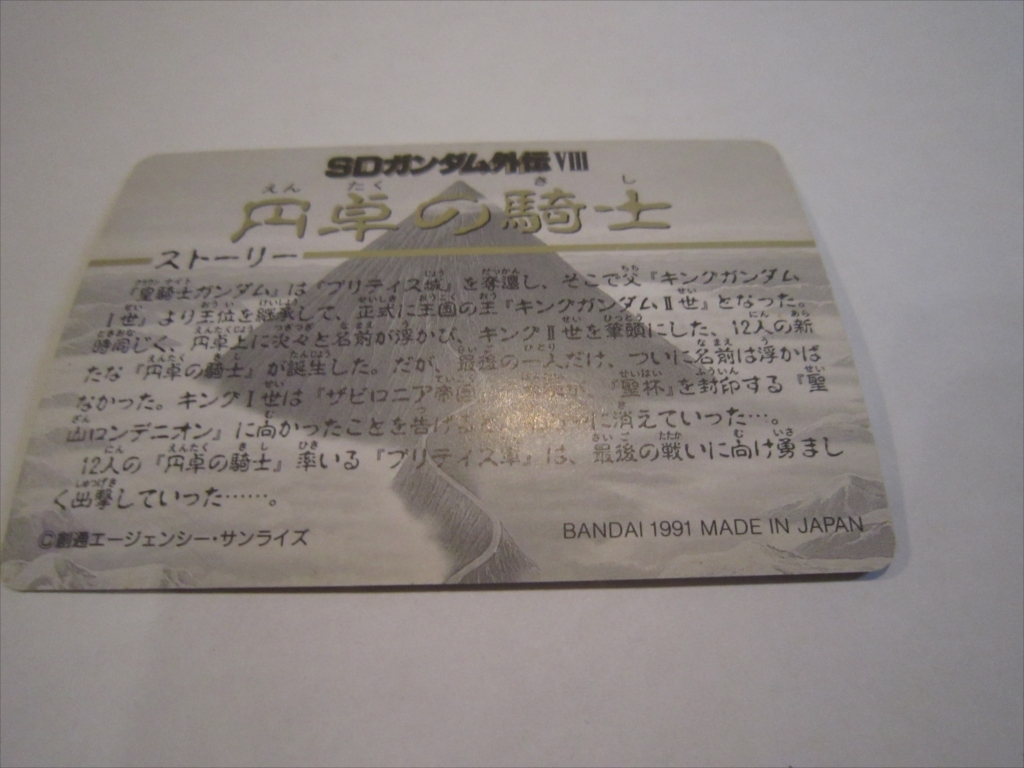 SDガンダム外伝 VIII
えん たく き し
円卓の騎士
ストーリー
『皇騎士ガンダム』は『ブリティス城』を奪還し、そこで父『キングガンダム
I世』より王位を継承して、正式に王国の王『キングガンダムII世』となった。
時同じく、円卓上に次々と名前が浮かび、キングII世を筆頭にした、12人の新
たな『円卓の騎士』が誕生した。だが、最後の一人だけ、ついに名前は浮かば
なかった。キングI世は『ザビロニア帝国』 『聖杯』を封印する『聖
山ロンデニオン』に向かったことを告げ に消えていった…。
12人の『円卓の騎士』率いる『ブリティス軍』は、最後の戦いに向け勇まし
く出撃していった……。
©創通エージェンシー・サンライズ
BANDAI 1991 MADE IN JAPAN